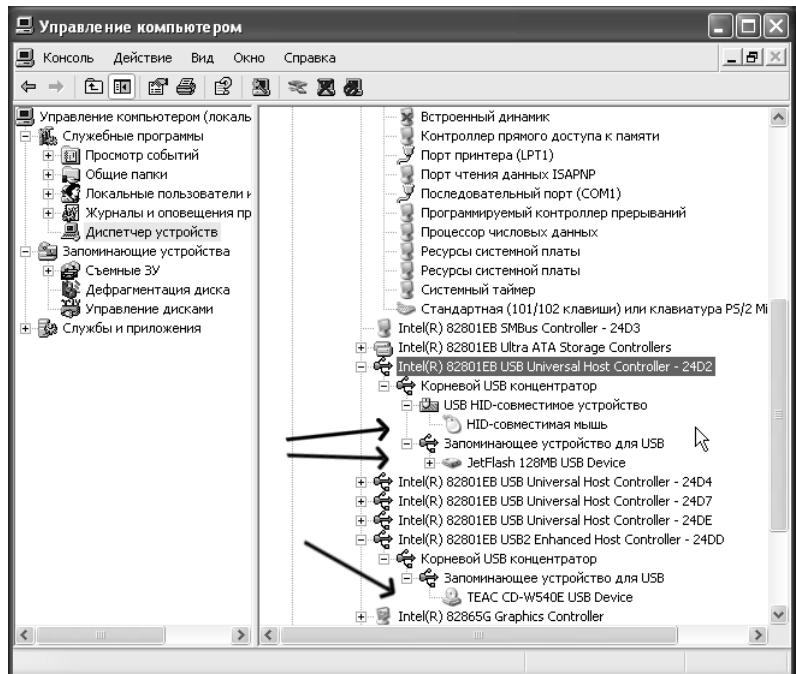 Управление компьютером
Консоль Действие Вид Окно Справка
Управление компьютером (локаль
Служебные программы
Просмотр событий
Общие папки
Локальные пользователи и
Журналы и оповещения пр
Диспетчер устройств
Запоминающие устройства
Съемные ЗУ
Дефрагментация диска
Управление дисками
Службы и приложения
Встроенный динамик
Контроллер прямого доступа к памяти
Порт принтера (LPT1)
Порт чтения данных ISAPNP
Последовательный порт (COM1)
Программируемый контроллер прерываний
Процессор числовых данных
Ресурсы системной платы
Ресурсы системной платы
Системный таймер
Стандартная (101/102 клавиши) или клавиатура PS/2 Mi
Intel(R) 82801EB SMBus Controller - 24D3
Intel(R) 82801EB Ultra ATA Storage Controllers
Intel(R) 82801EB USB Universal Host Controller - 24D2
Корневой USB концентратор
USB HID-совместимое устройство
HID-совместимая мышь
Запоминающее устройство для USB
JetFlash 128MB USB Device
Intel(R) 82801EB USB Universal Host Controller - 24D4
Intel(R) 82801EB USB Universal Host Controller - 24D7
Intel(R) 82801EB USB Universal Host Controller - 24DE
Intel(R) 82801EB USB2 Enhanced Host Controller - 24DD
Корневой USB концентратор
Запоминающее устройство для USB
TEAC CD-W540E USB Device
Intel(R) 82865G Graphics Controller